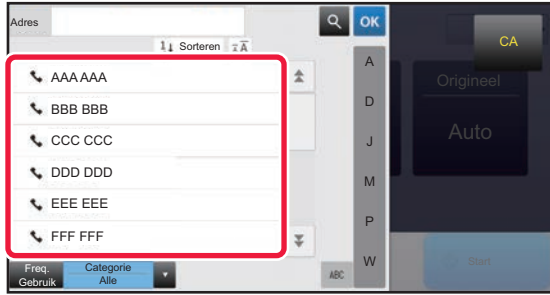 Adres
OK
CA
1↓ Sorteren
A
AAA AAA
Origineel
BBB BBB
D
CCC CCC
J
Auto
DDD DDD
M
EEE EEE
P
FFF FFF
W
Start
Freq.
Gebruik
Categorie
Alle
ABC